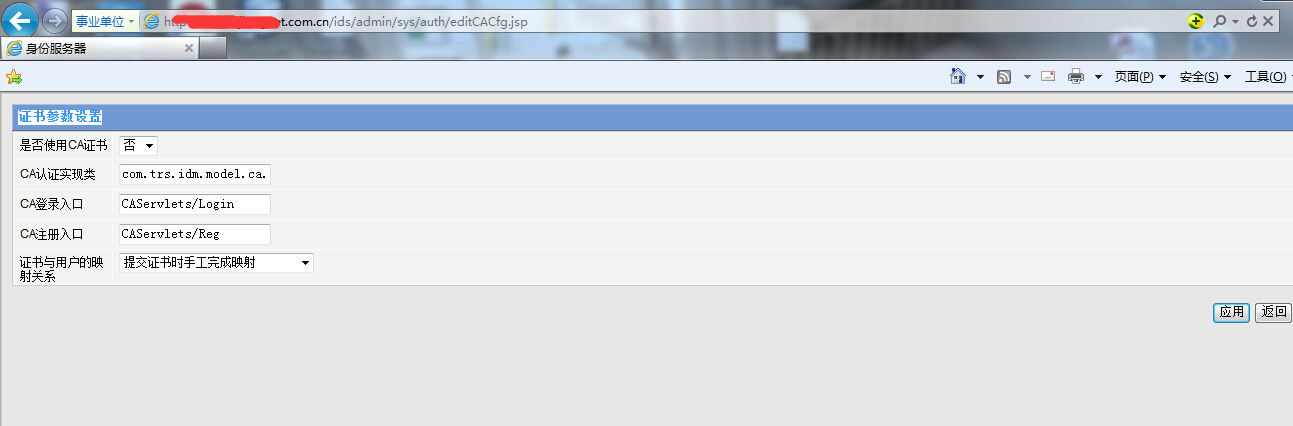 事业单位 htt et.com.cn/ids/admin/sys/auth/editCACfg.jsp
身份服务器
页面(P) 安全(S) 工具(O)
证书参数设置
是否使用CA证书 否
CA认证实现类 com.trs.idm.model.ca.
CA登录入口 CAServlets/Login
CA注册入口 CAServlets/Reg
证书与用户的映 提交证书时手工完成映射
射关系
应用 返回